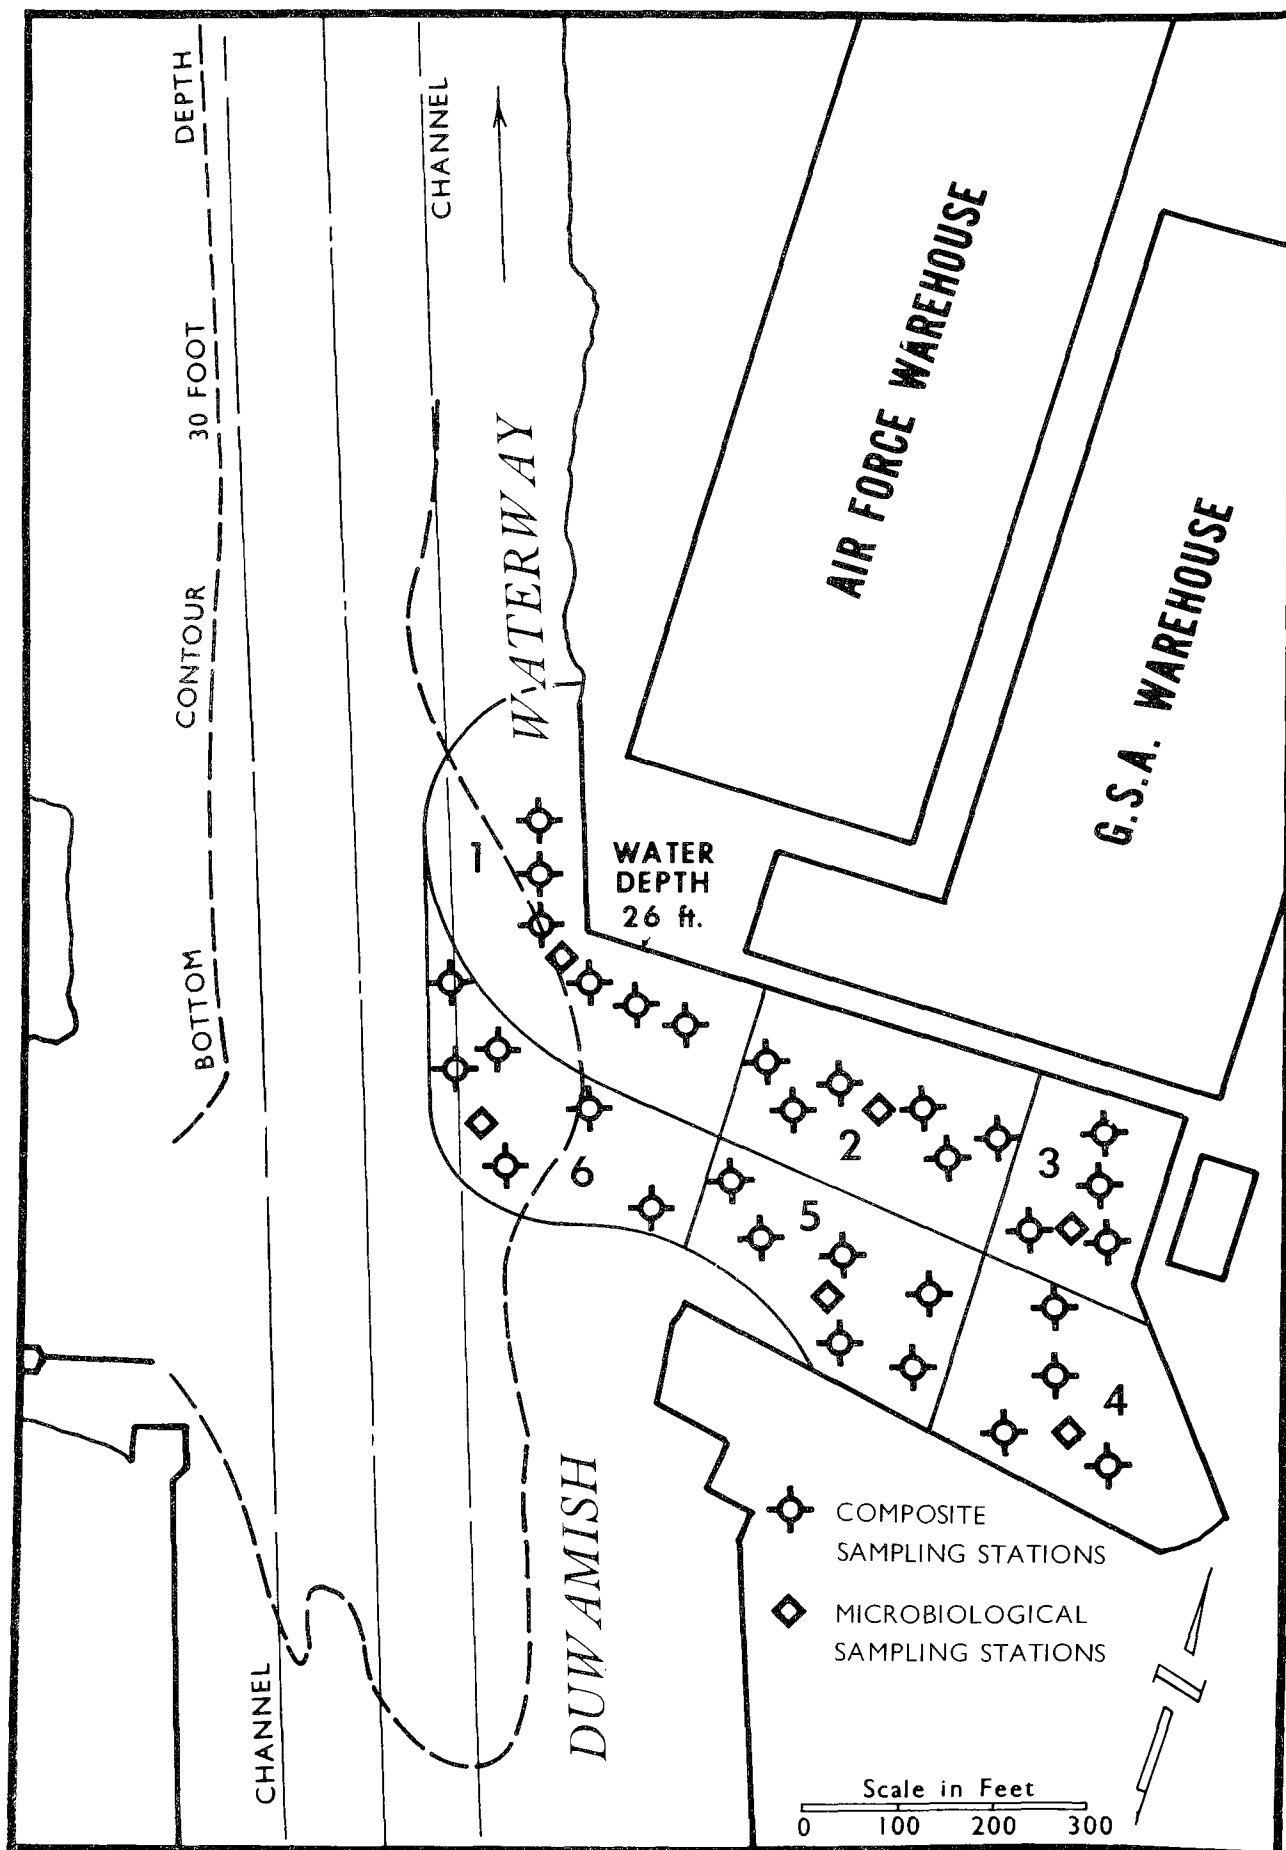 DEPTH
30 FOOT
CONTOUR
BOTTOM
CHANNEL
WATERWAY
AIR FORCE WAREHOUSE
G.S.A. WAREHOUSE
WATER
DEPTH
26 ft.
1
2
3
4
5
6
DUWAMISH
CHANNEL
COMPOSITE
SAMPLING STATIONS
MICROBIOLOGICAL
SAMPLING STATIONS
N
Scale in Feet
0 100 200 300